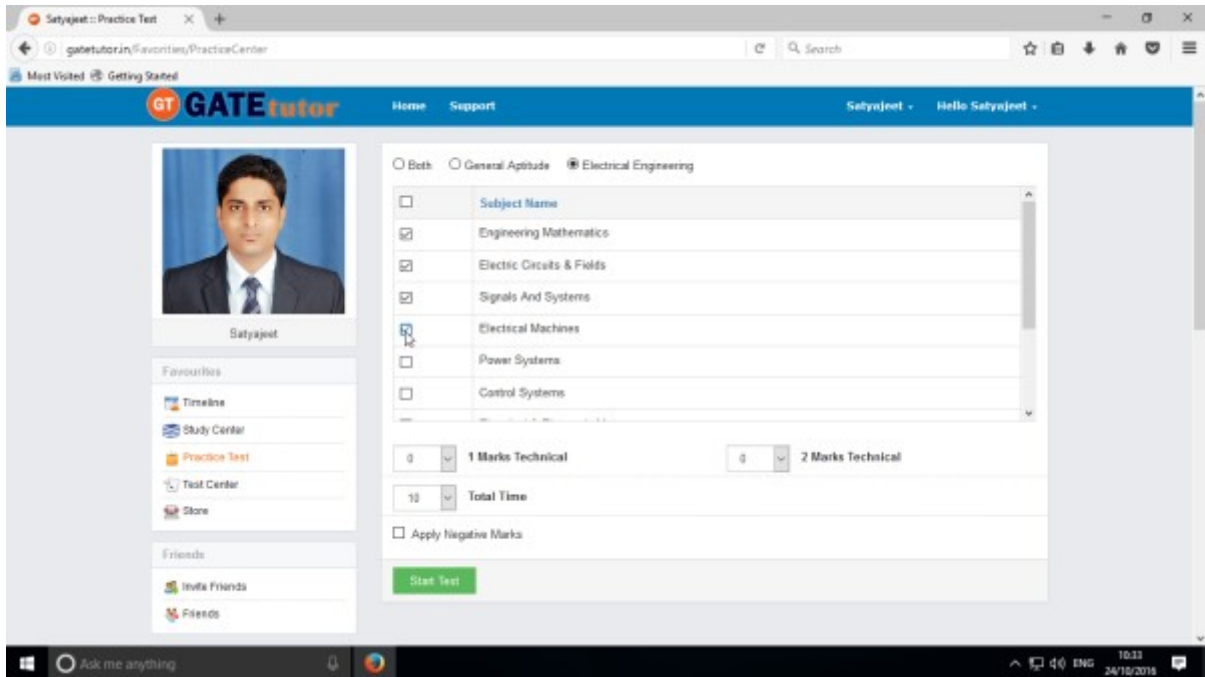 Satyajeet :: Practice Test
gatetutor.in/Favorities/PracticeCenter
Search
Most Visited Getting Started
GT GATEtutor Home Support Satyajeet Hello Satyajeet
Both General Aptitude Electrical Engineering
Subject Name
Engineering Mathematics
Electric Circuits & Fields
Signals And Systems
Electrical Machines
Power Systems
Control Systems
1 Marks Technical 2 Marks Technical
0 0
10 Total Time
Apply Negative Marks
Start Test
Satyajeet
Favourites
Timeline
Study Center
Practice Test
Test Center
Store
Friends
Invite Friends
Friends
Ask me anything
ENG 10:33
24/10/2016